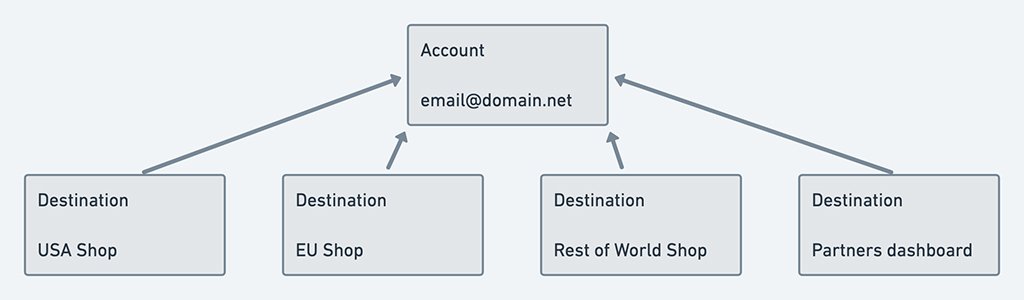 Account
email@domain.net
Destination
USA Shop
Destination
EU Shop
Destination
Rest of World Shop
Destination
Partners dashboard